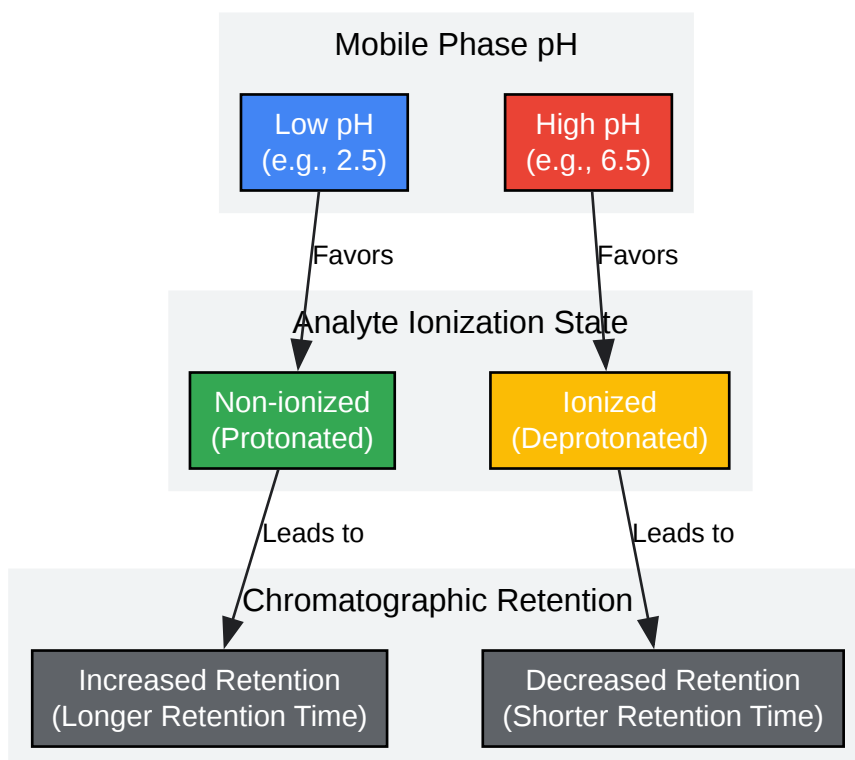 Mobile Phase pH
Low pH
(e.g., 2.5)
High pH
(e.g., 6.5)
Favors
Favors
Analyte Ionization State
Non-ionized
(Protonated)
Ionized
(Deprotonated)
Leads to
Leads to
Chromatographic Retention
Increased Retention
(Longer Retention Time)
Decreased Retention
(Shorter Retention Time)